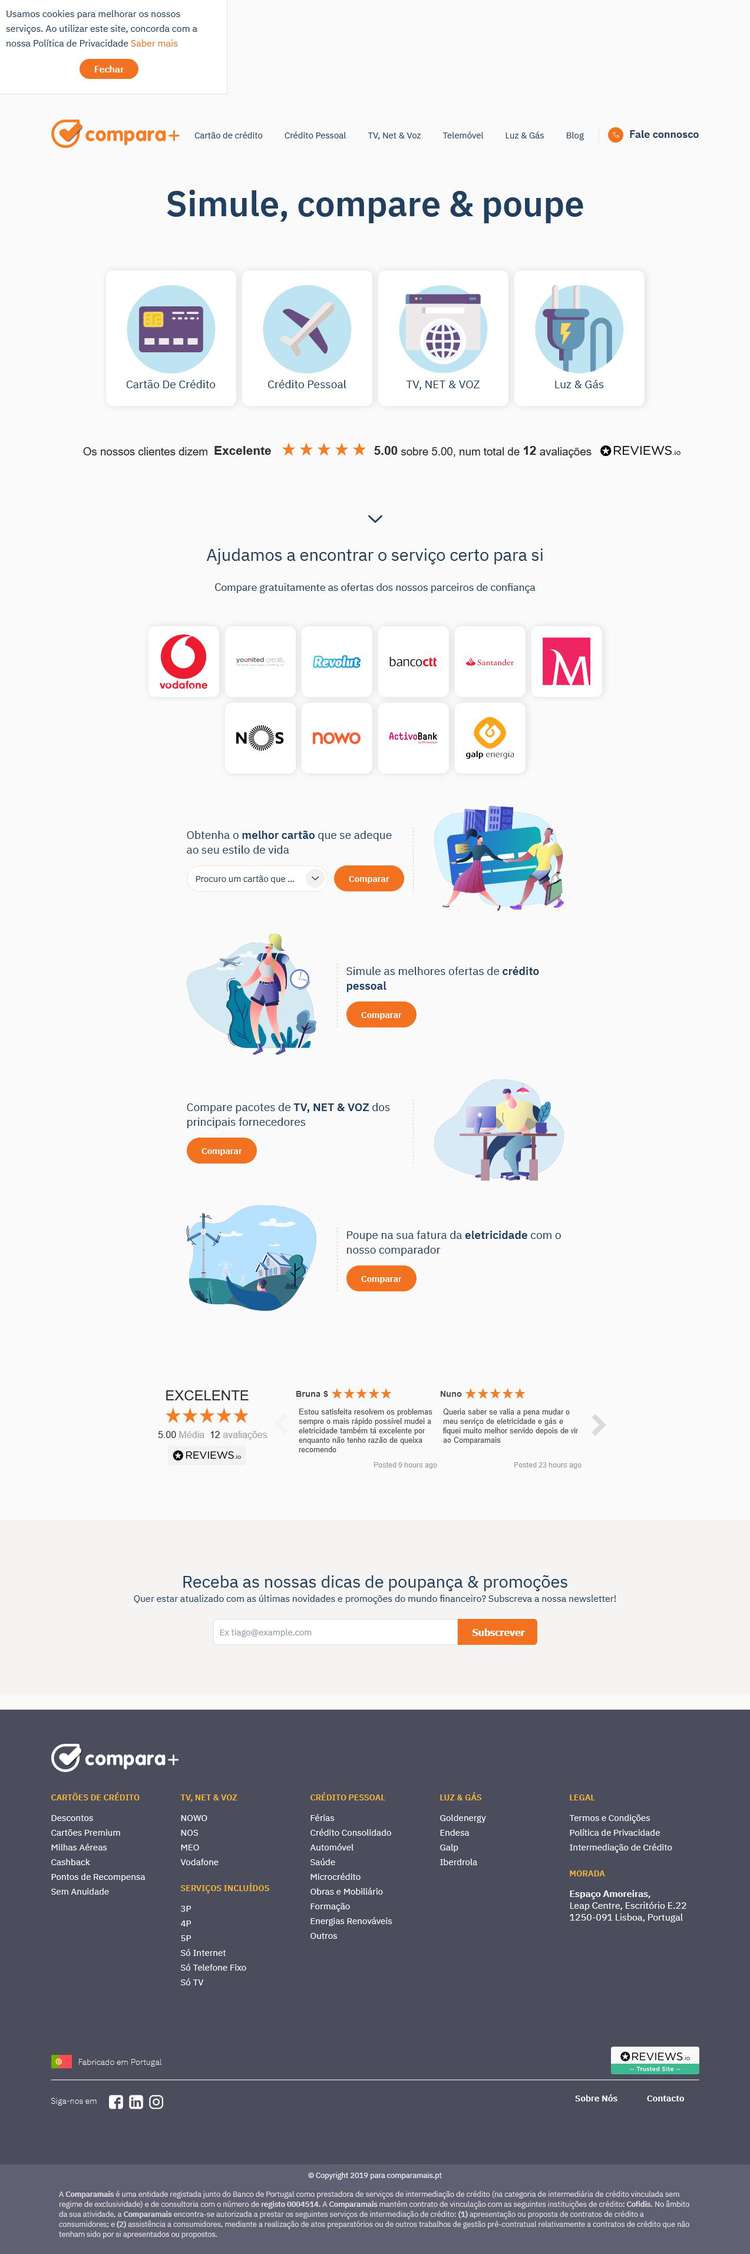 Usamos cookies para melhorar os nossos
serviços. Ao utilizar este site, concorda com a
nossa Política de Privacidade Saber mais
Fechar
compara+
Cartão de crédito
Crédito Pessoal
TV, Net & Voz
Telemóvel
Luz & Gás
Blog
Fale connosco
Simule, compare & poupe
Cartão De Crédito
Crédito Pessoal
TV, NET & VOZ
Luz & Gás
Os nossos clientes dizem Excelente 5.00 sobre 5.00, num total de 12 avaliações REVIEWS.io
Ajudamos a encontrar o serviço certo para si
Compare gratuitamente as ofertas dos nossos parceiros de confiança
vodafone
younited credit
Revolut
bancoctt
Santander
M
NOS
nowo
ActivoBank
galp energia
Obtenha o melhor cartão que se adeque
ao seu estilo de vida
Procuro um cartão que ...
Comparar
Simule as melhores ofertas de crédito
pessoal
Comparar
Compare pacotes de TV, NET & VOZ dos
principais fornecedores
Comparar
Poupe na sua fatura da eletricidade com o
nosso comparador
Comparar
EXCELENTE
5.00 Média 12 avaliações
REVIEWS.io
Bruna S
Estou satisfeita resolvem os problemas
sempre o mais rápido possível mudei a
eletricidade também tá excelente por
enquanto não tenho razão de queixa
recomendo
Posted 9 hours ago
Nuno
Queria saber se valia a pena mudar o
meu serviço de eletricidade e gás e
fiquei muito melhor servido depois de vir
ao Comparamais
Posted 23 hours ago
Receba as nossas dicas de poupança & promoções
Quer estar atualizado com as últimas novidades e promoções do mundo financeiro? Subscreva a nossa newsletter!
Ex tiago@example.com
Subscrever
compara+
CARTÕES DE CRÉDITO
Descontos
Cartões Premium
Milhas Aéreas
Cashback
Pontos de Recompensa
Sem Anuidade
TV, NET & VOZ
NOWO
NOS
MEO
Vodafone
SERVIÇOS INCLUÍDOS
3P
4P
5P
Só Internet
Só Telefone Fixo
Só TV
CRÉDITO PESSOAL
Férias
Crédito Consolidado
Automóvel
Saúde
Microcrédito
Obras e Mobiliário
Formação
Energias Renováveis
Outros
LUZ & GÁS
Goldenergy
Endesa
Galp
Iberdrola
LEGAL
Termos e Condições
Política de Privacidade
Intermediação de Crédito
MORADA
Espaço Amoreiras,
Leap Centre, Escritório E.22
1250-091 Lisboa, Portugal
Fabricado em Portugal
REVIEWS.io
Trusted Site
Siga-nos em
Sobre Nós
Contacto
© Copyright 2019 para comparamais.pt
A Comparamais é uma entidade registada junto do Banco de Portugal como prestadora de serviços de intermediação de crédito (na categoria de intermediária de crédito vinculada sem
regime de exclusividade) e de consultoria com o número de registo 0004514. A Comparamais mantém contrato de vinculação com as seguintes instituições de crédito: Cofidis. No âmbito
da sua atividade, a Comparamais encontra-se autorizada a prestar os seguintes serviços de intermediação de crédito: (1) apresentação ou proposta de contratos de crédito a
consumidores; e (2) assistência a consumidores, mediante a realização de atos preparatórios ou de outros trabalhos de gestão pré-contratual relativamente a contratos de crédito que não
tenham sido por si apresentados ou propostos.